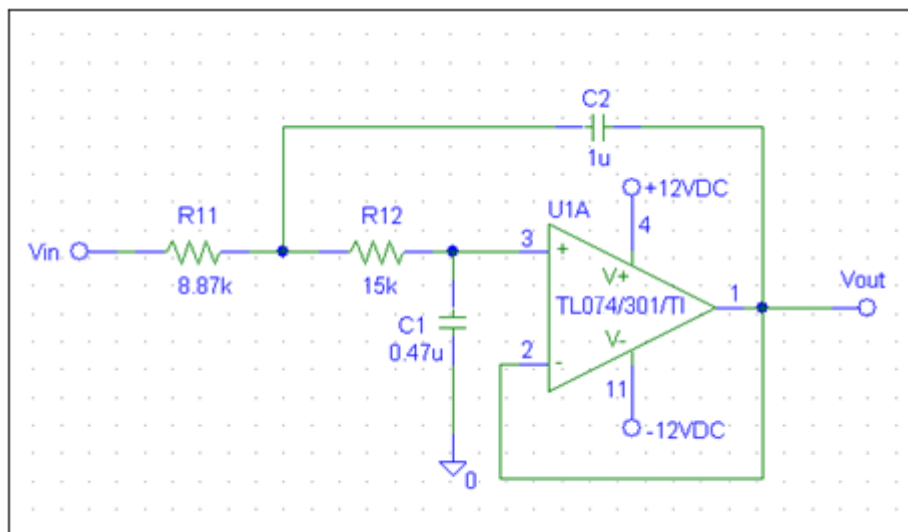 C2
1u
+12VDC
U1A
4
R11
R12
Vin
3
+
8.87k
15k
V+
Vout
TL074/301/TI
1
C1
0.47u
V-
2
-
11
-12VDC
0